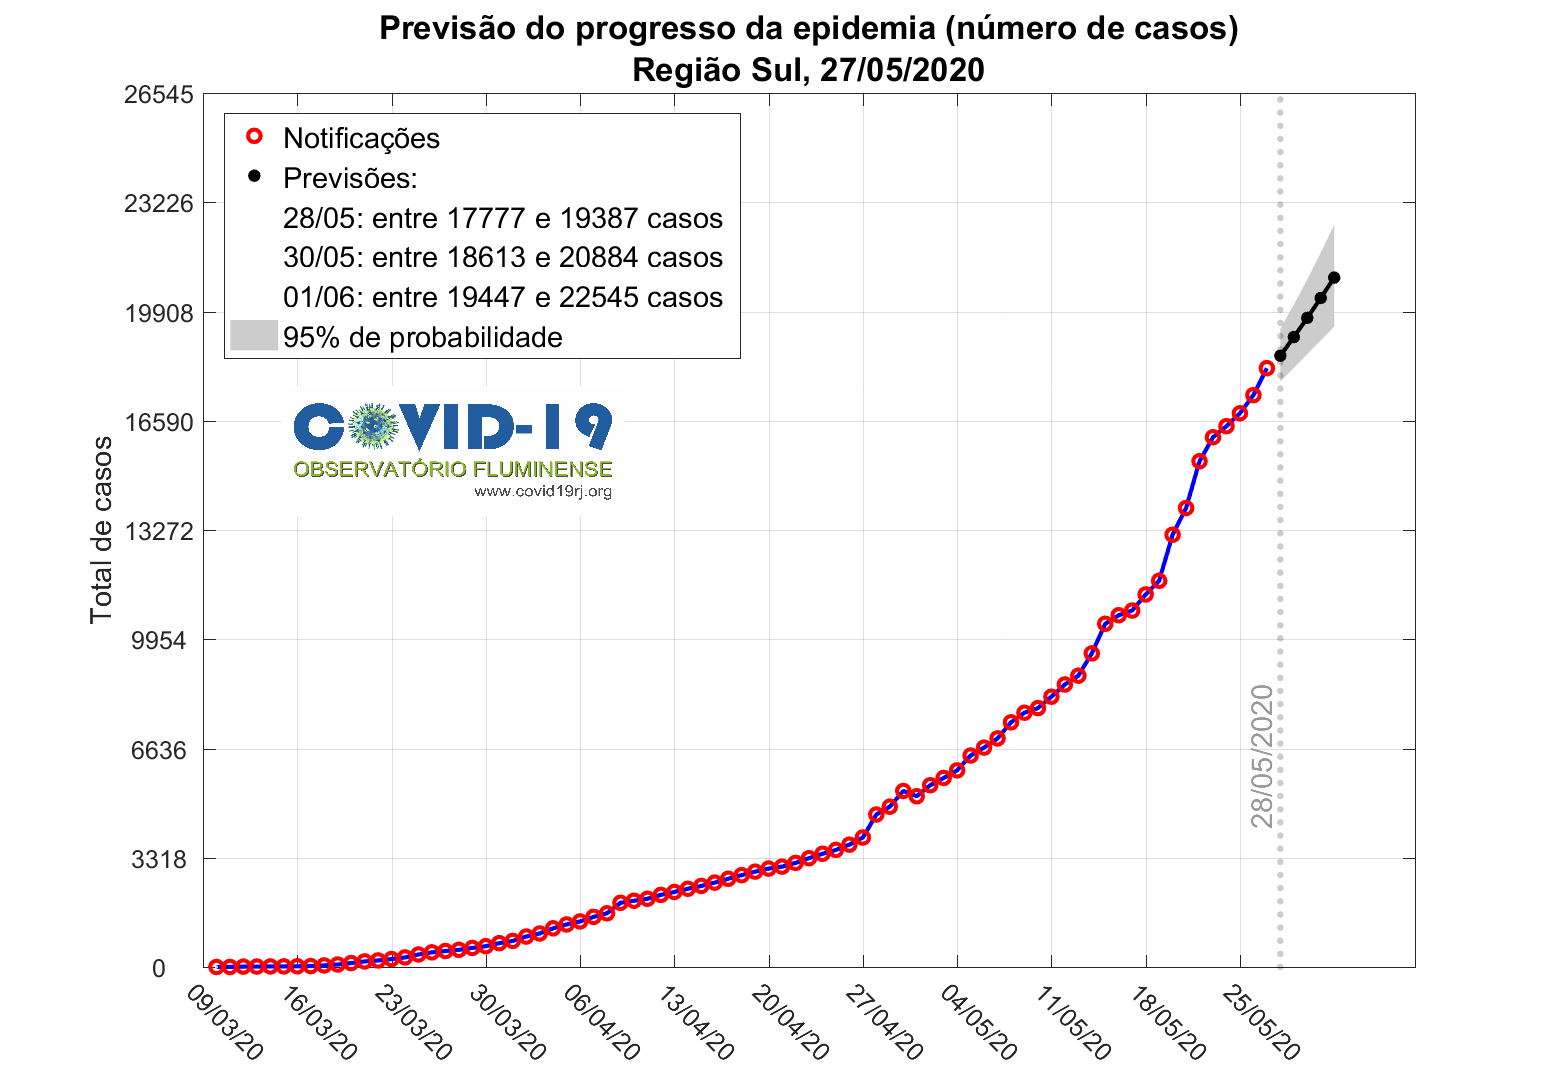 Previsão do progresso da epidemia (número de casos)
Região Sul, 27/05/2020
26545
23226
19908
16590
13272
9954
6636
3318
0
Total de casos
Notificações
Previsões:
28/05: entre 17777 e 19387 casos
30/05: entre 18613 e 20884 casos
01/06: entre 19447 e 22545 casos
95% de probabilidade
COVID-19
OBSERVATÓRIO FLUMINENSE
www.covid19rj.org
28/05/2020
09/03/20
16/03/20
23/03/20
30/03/20
06/04/20
13/04/20
20/04/20
27/04/20
04/05/20
11/05/20
18/05/20
25/05/20